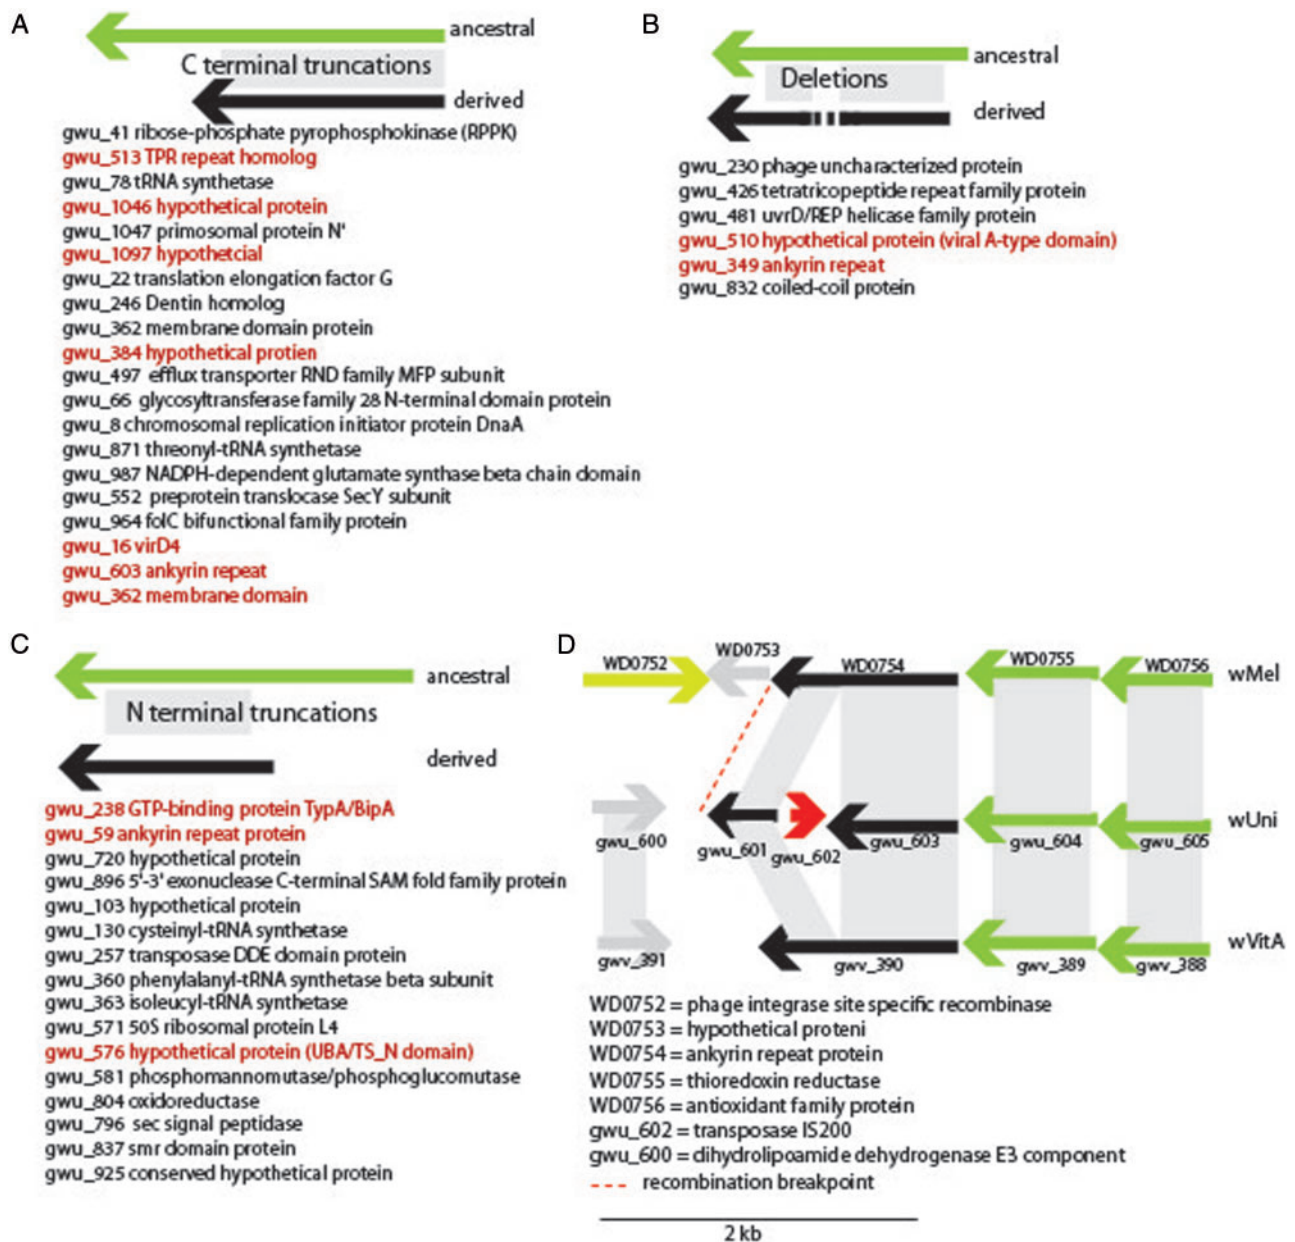 A
ancestral
C terminal truncations
derived
gwu_41 ribose-phosphate pyrophosphokinase (RPPK)
gwu_513 TPR repeat homolog
gwu_78 tRNA synthetase
gwu_1046 hypothetical protein
gwu_1047 primosomal protein N'
gwu_1097 hypothetcial
gwu_22 translation elongation factor G
gwu_246 Dentin homolog
gwu_362 membrane domain protein
gwu_384 hypothetical protien
gwu_497 efflux transporter RND family MFP subunit
gwu_66 glycosyltransferase family 28 N-terminal domain protein
gwu_8 chromosomal replication initiator protein DnaA
gwu_871 threonyl-tRNA synthetase
gwu_987 NADPH-dependent glutamate synthase beta chain domain
gwu_552 preprotein translocase SecY subunit
gwu_964 folC bifunctional family protein
gwu_16 virD4
gwu_603 ankyrin repeat
gwu_362 membrane domain
B
ancestral
Deletions
derived
gwu_230 phage uncharacterized protein
gwu_426 tetratricopeptide repeat family protein
gwu_481 uvrD/REP helicase family protein
gwu_510 hypothetical protein (viral A-type domain)
gwu_349 ankyrin repeat
gwu_832 coiled-coil protein
C
ancestral
N terminal truncations
derived
gwu_238 GTP-binding protein TypA/BipA
gwu_59 ankyrin repeat protein
gwu_720 hypothetical protein
gwu_896 5'-3' exonuclease C-terminal SAM fold family protein
gwu_103 hypothetical protein
gwu_130 cysteinyl-tRNA synthetase
gwu_257 transposase DDE domain protein
gwu_360 phenylalanyl-tRNA synthetase beta subunit
gwu_363 isoleucyl-tRNA synthetase
gwu_571 50S ribosomal protein L4
gwu_576 hypothetical protein (UBA/TS_N domain)
gwu_581 phosphomannomutase/phosphoglucomutase
gwu_804 oxidoreductase
gwu_796 sec signal peptidase
gwu_837 smr domain protein
gwu_925 conserved hypothetical protein
D
WD0752 WD0753 WD0754 WD0755 WD0756 wMel
wUni
gwu_600 gwu_601 gwu_602 gwu_603 gwu_604 gwu_605
wVitA
gwv_391 gwv_390 gwv_389 gwv_388
WD0752 = phage integrase site specific recombinase
WD0753 = hypothetical proteni
WD0754 = ankyrin repeat protein
WD0755 = thioredoxin reductase
WD0756 = antioxidant family protein
gwu_602 = transposase IS200
gwu_600 = dihydrolipoamide dehydrogenase E3 component
recombination breakpoint
2 kb